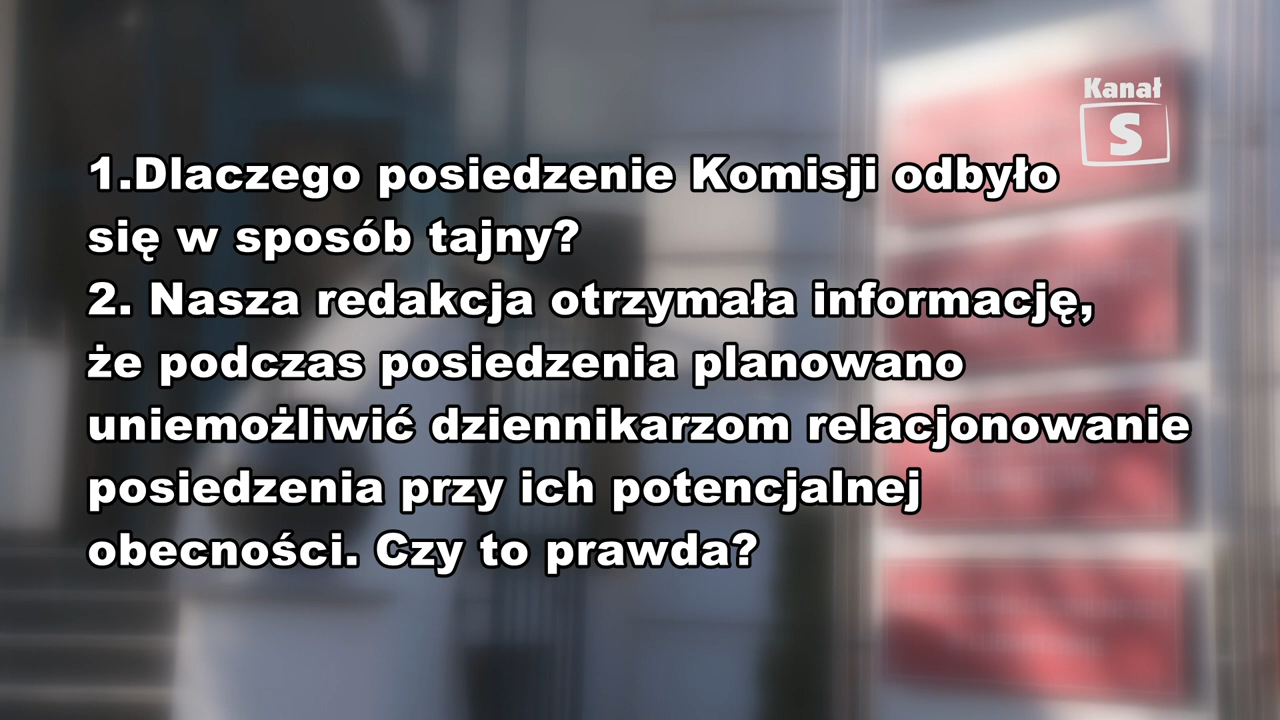 Kanał
S
1.Dlaczego posiedzenie Komisji odbyło
się w sposób tajny?
2. Nasza redakcja otrzymała informację,
że podczas posiedzenia planowano
uniemożliwić dziennikarzom relacjonowanie
posiedzenia przy ich potencjalnej
obecności. Czy to prawda?